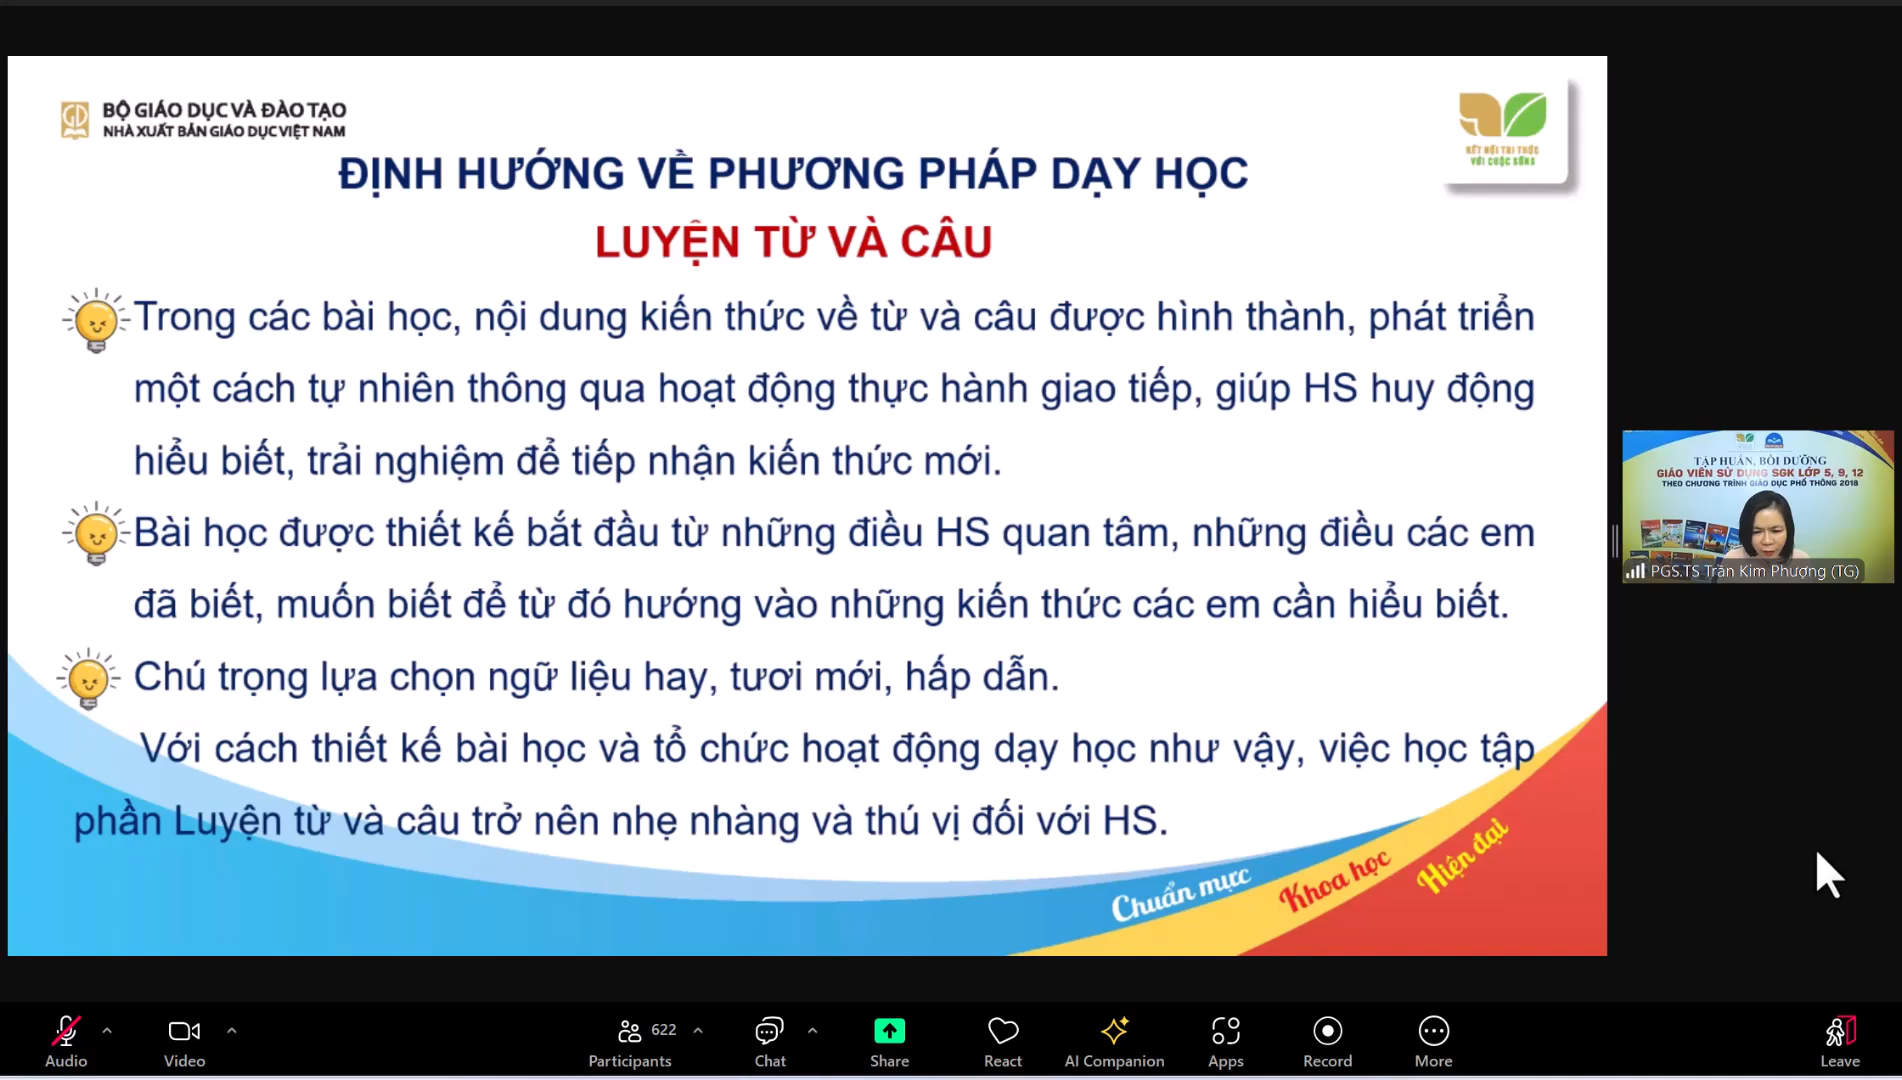 BỘ GIÁO DỤC VÀ ĐÀO TẠO
NHÀ XUẤT BẢN GIÁO DỤC VIỆT NAM
KẾT NỐI TRI THỨC
VỚI CUỘC SỐNG
ĐỊNH HƯỚNG VỀ PHƯƠNG PHÁP DẠY HỌC
LUYỆN TỪ VÀ CÂU
Trong các bài học, nội dung kiến thức về từ và câu được hình thành, phát triển
một cách tự nhiên thông qua hoạt động thực hành giao tiếp, giúp HS huy động
hiểu biết, trải nghiệm để tiếp nhận kiến thức mới.
Bài học được thiết kế bắt đầu từ những điều HS quan tâm, những điều các em
đã biết, muốn biết để từ đó hướng vào những kiến thức các em cần hiểu biết.
Chú trọng lựa chọn ngữ liệu hay, tươi mới, hấp dẫn.
Với cách thiết kế bài học và tổ chức hoạt động dạy học như vậy, việc học tập
phần Luyện từ và câu trở nên nhẹ nhàng và thú vị đối với HS.
Chuẩn mực
Khoa học
Hiện đại
TẬP HUẤN, BỒI DƯỠNG
GIÁO VIÊN SỬ DỤNG SGK LỚP 5, 9, 12
THEO CHƯƠNG TRÌNH GIÁO DỤC PHỔ THÔNG 2018
PGS.TS Trần Kim Phượng (TG)
Audio
Video
622
Participants
Chat
Share
React
AI Companion
Apps
Record
More
Leave